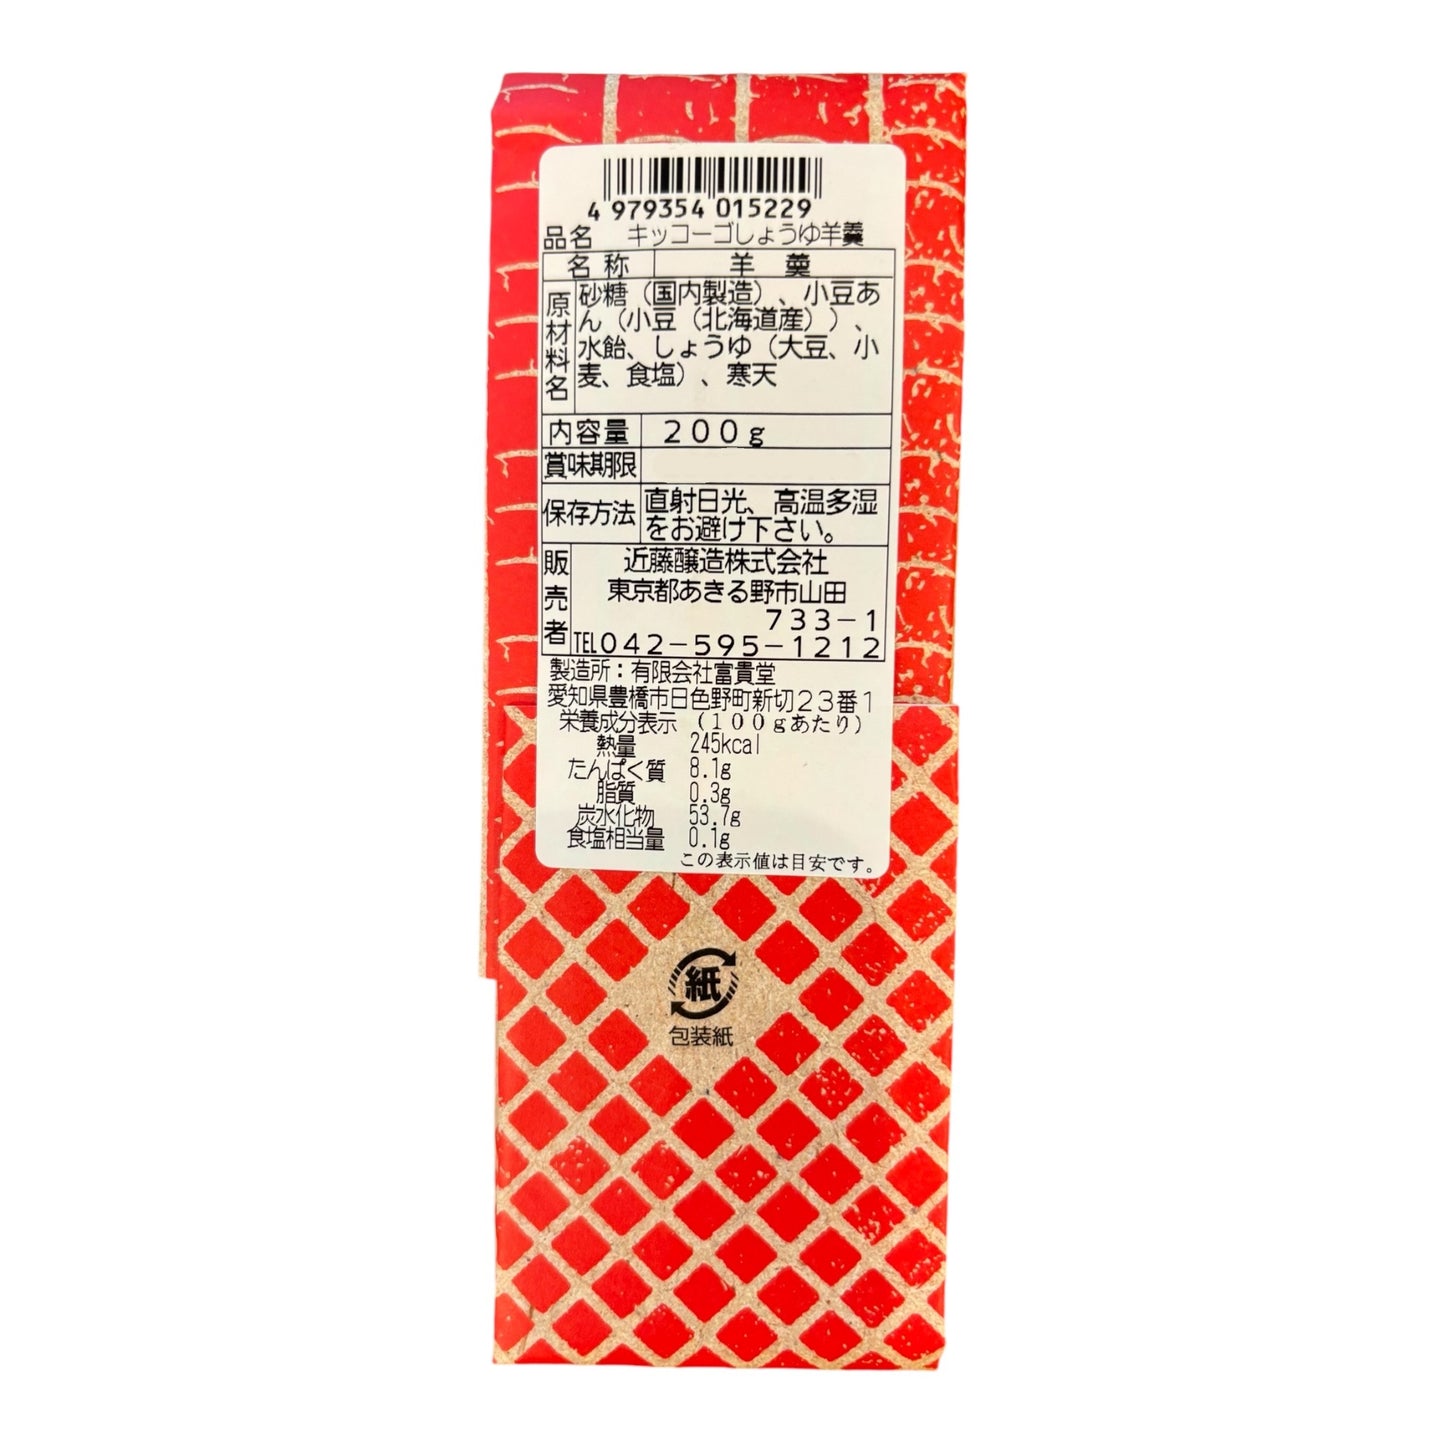 4 979354 015229
品名 キッコーゴしょうゆ羊羹
名称 羊 羹
原材料名 砂糖（国内製造）、小豆あ
ん（小豆（北海道産））、
水飴、しょうゆ（大豆、小
麦、食塩）、寒天
内容量 200g
賞味期限
保存方法 直射日光、高温多湿
をお避け下さい。
販売者 近藤醸造株式会社
東京都あきる野市山田
733-1
TEL042-595-1212
製造所：有限会社富貴堂
愛知県豊橋市日色野町新切23番1
栄養成分表示（100gあたり）
熱量 245kcal
たんぱく質 8.1g
脂質 0.3g
炭水化物 53.7g
食塩相当量 0.1g
この表示値は目安です。
紙
包装紙